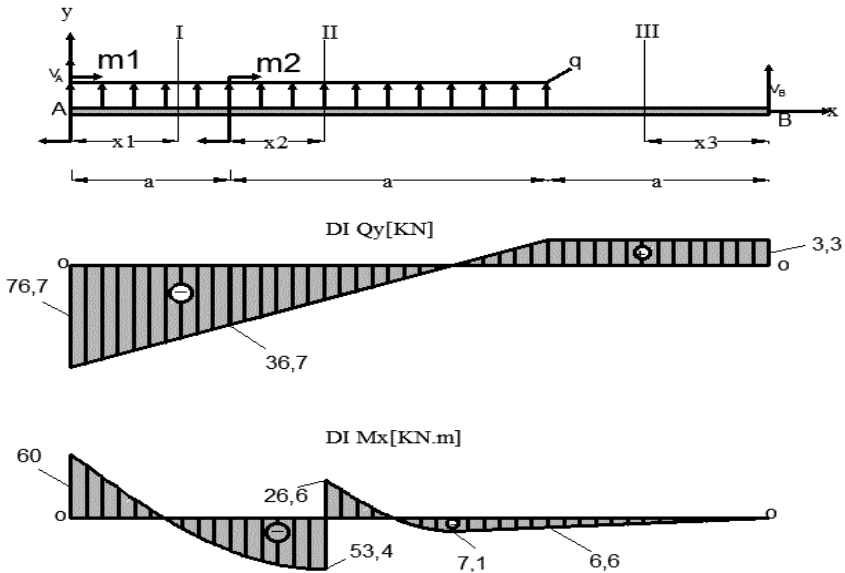 y
I
II
III
m1
m2
q
VA
VB
A
B
x
x1
x2
x3
a
a
a
DI Qy[KN]
o
76,7
36,7
3,3
o
DI Mx[KN.m]
60
o
26,6
53,4
7,1
6,6
o